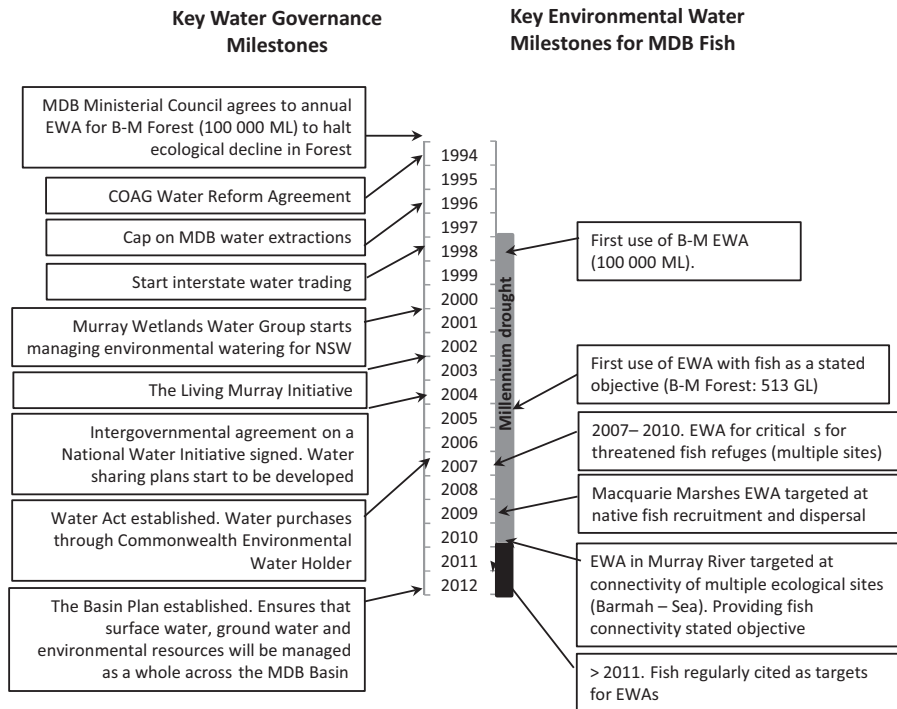 Key Water Governance
Milestones
Key Environmental Water
Milestones for MDB Fish
MDB Ministerial Council agrees to annual
EWA for B-M Forest (100 000 ML) to halt
ecological decline in Forest
COAG Water Reform Agreement
Cap on MDB water extractions
Start interstate water trading
Murray Wetlands Water Group starts
managing environmental watering for NSW
The Living Murray Initiative
Intergovernmental agreement on a
National Water Initiative signed. Water
sharing plans start to be developed
Water Act established. Water purchases
through Commonwealth Environmental
Water Holder
The Basin Plan established. Ensures that
surface water, ground water and
environmental resources will be managed
as a whole across the MDB Basin
1994
1995
1996
1997
1998
1999
2000
2001
2002
2003
2004
2005
2006
2007
2008
2009
2010
2011
2012
Millennium drought
First use of B-M EWA
(100 000 ML).
First use of EWA with fish as a stated
objective (B-M Forest: 513 GL)
2007– 2010. EWA for critical s for
threatened fish refuges (multiple sites)
Macquarie Marshes EWA targeted at
native fish recruitment and dispersal
EWA in Murray River targeted at
connectivity of multiple ecological sites
(Barmah – Sea). Providing fish
connectivity stated objective
> 2011. Fish regularly cited as targets
for EWAs